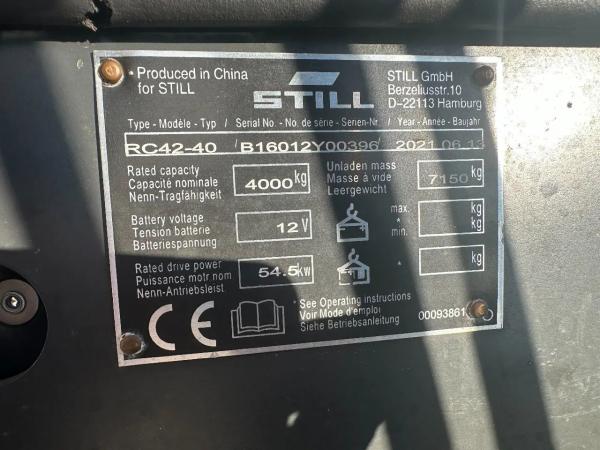 * Produced in China
for STILL
STILL
STILL GmbH
Berzeliusstr.10
D-22113 Hamburg
Type - Modèle - Typ / Serial No. - No. de série - Serien-Nr. / Year - Année - Baujahr
RC42-40 / B16012Y00396 / 2021.06.13
Rated capacity
Capacité nominale
Nenn-Tragfähigkeit
4000 kg
Unladen mass
Masse à vide
Leergewicht
7150 kg
Battery voltage
Tension batterie
Batteriespannung
12 V
max.
*
min.
kg
kg
Rated drive power
Puissance motr nom
Nenn-Antriebsleist
54.5 kw
*
kg
CE
* See Operating instructions
Voir Mode d'emploi
Siehe Betriebsanleitung
00093861